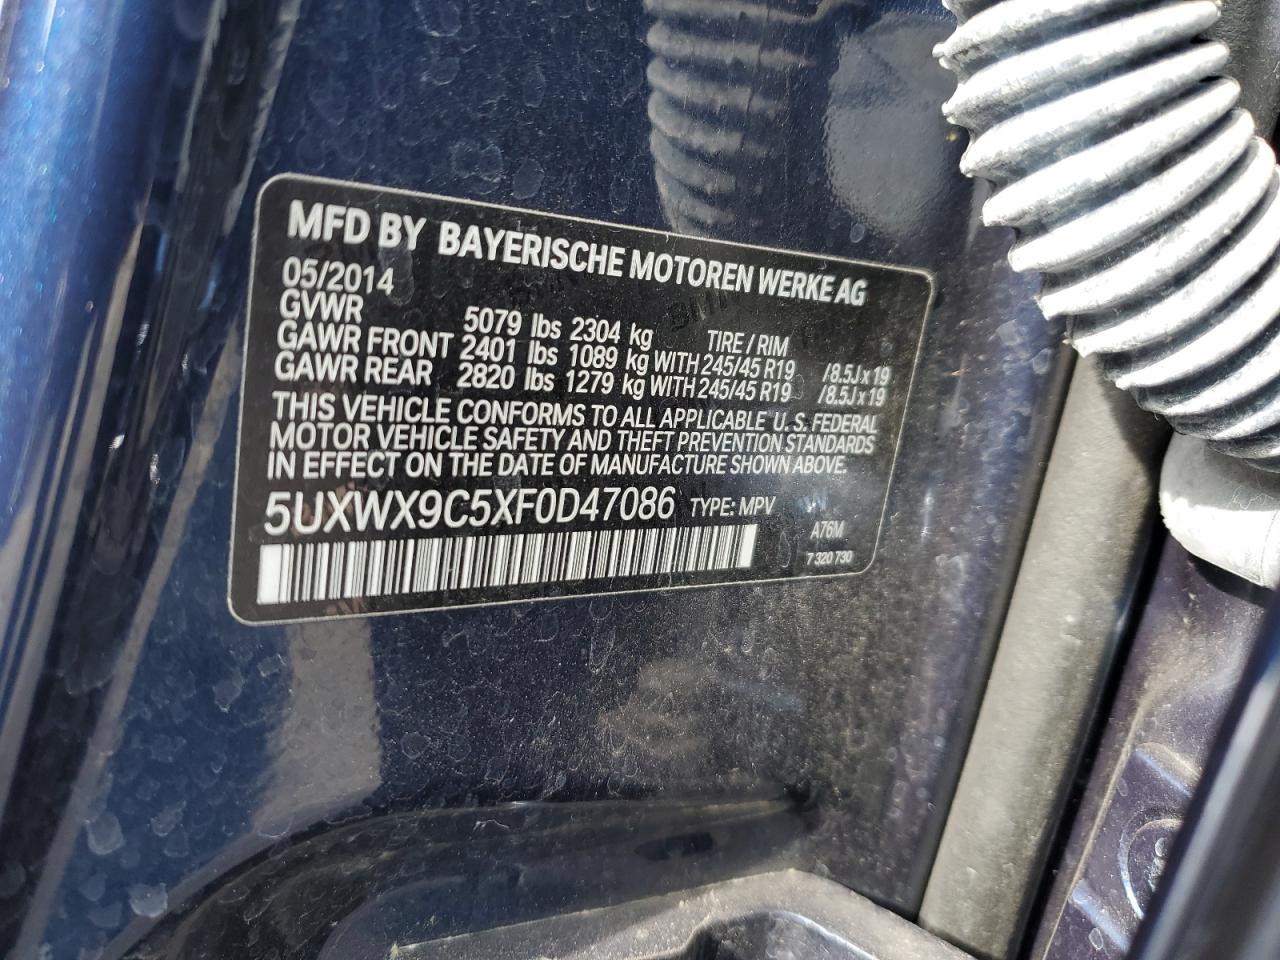 MFD BY BAYERISCHE MOTOREN WERKE AG
05/2014
GVWR 5079 lbs 2304 kg TIRE / RIM
GAWR FRONT 2401 lbs 1089 kg WITH 245/45 R19 /8.5J x 19
GAWR REAR 2820 lbs 1279 kg WITH 245/45 R19 /8.5J x 19
THIS VEHICLE CONFORMS TO ALL APPLICABLE U.S. FEDERAL
MOTOR VEHICLE SAFETY AND THEFT PREVENTION STANDARDS
IN EFFECT ON THE DATE OF MANUFACTURE SHOWN ABOVE.
5UXWX9C5XF0D47086 TYPE: MPV
A76M
7 320 730